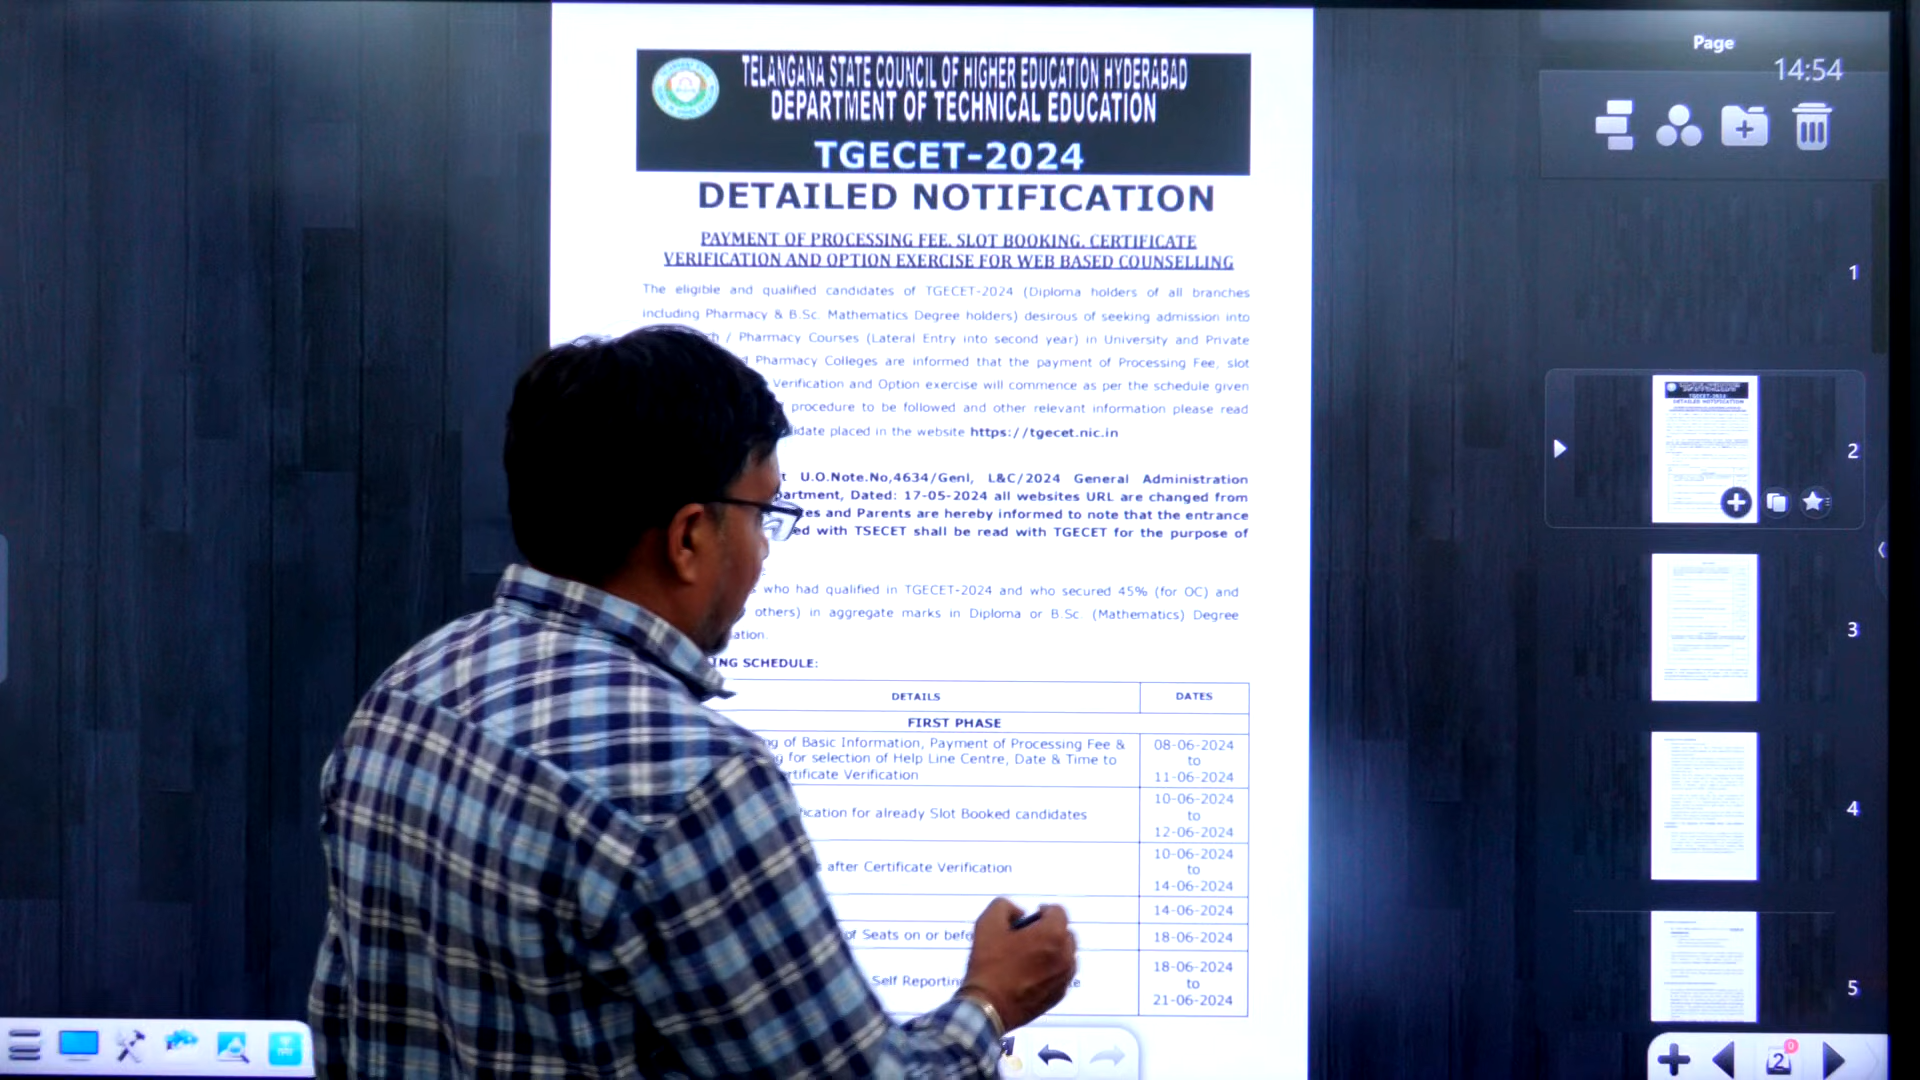 TELANGANA STATE COUNCIL OF HIGHER EDUCATION HYDERABAD
DEPARTMENT OF TECHNICAL EDUCATION
TGECET-2024
DETAILED NOTIFICATION
PAYMENT OF PROCESSING FEE, SLOT BOOKING, CERTIFICATE
VERIFICATION AND OPTION EXERCISE FOR WEB BASED COUNSELLING
The eligible and qualified candidates of TGECET-2024 (Diploma holders of all branches
including Pharmacy & B.Sc. Mathematics Degree holders) desirous of seeking admission into
/ Pharmacy Courses (Lateral Entry into second year) in University and Private
Pharmacy Colleges are informed that the payment of Processing Fee, slot
Verification and Option exercise will commence as per the schedule given
procedure to be followed and other relevant information please read
placed in the website https://tgecet.nic.in
U.O.Note.No,4634/Genl, L&C/2024 General Administration
Dated: 17-05-2024 all websites URL are changed from
and Parents are hereby informed to note that the entrance
with TSECET shall be read with TGECET for the purpose of
who had qualified in TGECET-2024 and who secured 45% (for OC) and
others) in aggregate marks in Diploma or B.Sc. (Mathematics) Degree
SCHEDULE:
DETAILS DATES
FIRST PHASE
of Basic Information, Payment of Processing Fee &
for selection of Help Line Centre, Date & Time to
Verification
08-06-2024
to
11-06-2024
for already Slot Booked candidates
10-06-2024
to
12-06-2024
after Certificate Verification
10-06-2024
to
14-06-2024
14-06-2024
of Seats on or
18-06-2024
Self
18-06-2024
to
21-06-2024
Page
14:54
1
TGECET-2024
DETAILED NOTIFICATION
2
3
4
5
2
0